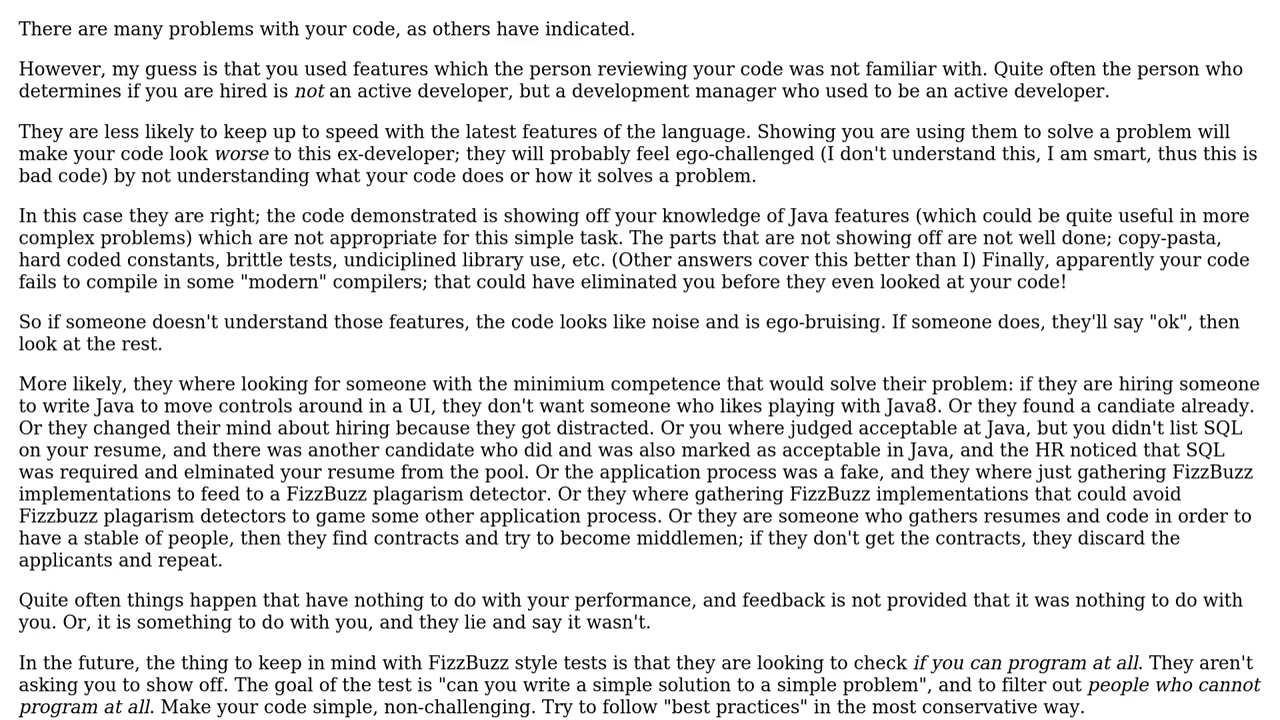 There are many problems with your code, as others have indicated.
However, my guess is that you used features which the person reviewing your code was not familiar with. Quite often the person who
determines if you are hired is not an active developer, but a development manager who used to be an active developer.
They are less likely to keep up to speed with the latest features of the language. Showing you are using them to solve a problem will
make your code look worse to this ex-developer; they will probably feel ego-challenged (I don't understand this, I am smart, thus this is
bad code) by not understanding what your code does or how it solves a problem.
In this case they are right; the code demonstrated is showing off your knowledge of Java features (which could be quite useful in more
complex problems) which are not appropriate for this simple task. The parts that are not showing off are not well done; copy-pasta,
hard coded constants, brittle tests, undiciplined library use, etc. (Other answers cover this better than I) Finally, apparently your code
fails to compile in some "modern" compilers; that could have eliminated you before they even looked at your code!
So if someone doesn't understand those features, the code looks like noise and is ego-bruising. If someone does, they'll say "ok", then
look at the rest.
More likely, they where looking for someone with the minimium competence that would solve their problem: if they are hiring someone
to write Java to move controls around in a UI, they don't want someone who likes playing with Java8. Or they found a candiate already.
Or they changed their mind about hiring because they got distracted. Or you where judged acceptable at Java, but you didn't list SQL
on your resume, and there was another candidate who did and was also marked as acceptable in Java, and the HR noticed that SQL
was required and elminated your resume from the pool. Or the application process was a fake, and they where just gathering FizzBuzz
implementations to feed to a FizzBuzz plagarism detector. Or they where gathering FizzBuzz implementations that could avoid
Fizzbuzz plagarism detectors to game some other application process. Or they are someone who gathers resumes and code in order to
have a stable of people, then they find contracts and try to become middlemen; if they don't get the contracts, they discard the
applicants and repeat.
Quite often things happen that have nothing to do with your performance, and feedback is not provided that it was nothing to do with
you. Or, it is something to do with you, and they lie and say it wasn't.
In the future, the thing to keep in mind with FizzBuzz style tests is that they are looking to check if you can program at all. They aren't
asking you to show off. The goal of the test is "can you write a simple solution to a simple problem", and to filter out people who cannot
program at all. Make your code simple, non-challenging. Try to follow "best practices" in the most conservative way.